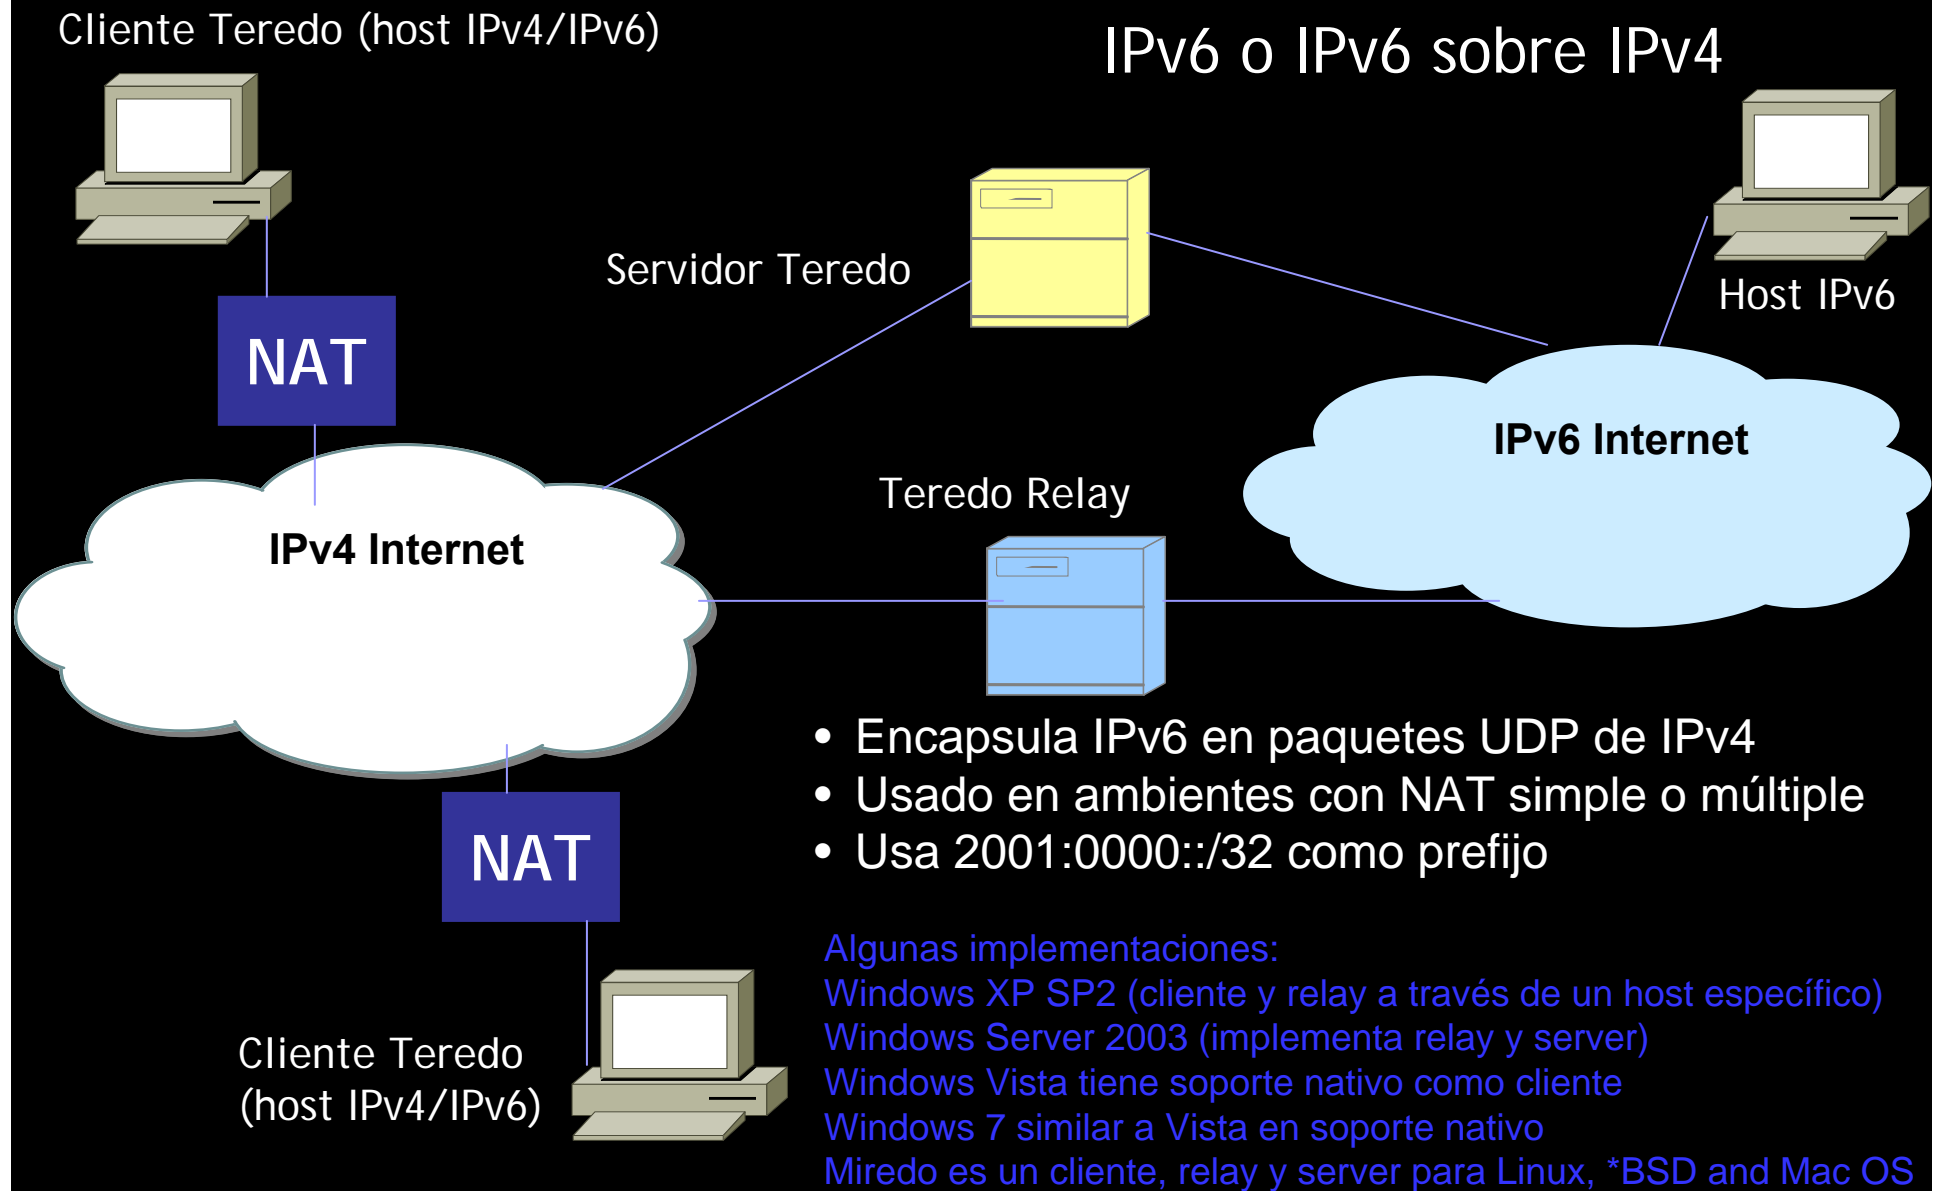 Cliente Teredo (host IPv4/IPv6)
IPv6 o IPv6 sobre IPv4
Servidor Teredo
Host IPv6
NAT
IPv6 Internet
Teredo Relay
IPv4 Internet
• Encapsula IPv6 en paquetes UDP de IPv4
• Usado en ambientes con NAT simple o múltiple
• Usa 2001:0000::/32 como prefijo
NAT
Cliente Teredo
(host IPv4/IPv6)
Algunas implementaciones:
Windows XP SP2 (cliente y relay a través de un host específico)
Windows Server 2003 (implementa relay y server)
Windows Vista tiene soporte nativo como cliente
Windows 7 similar a Vista en soporte nativo
Miredo es un cliente, relay y server para Linux, *BSD and Mac OS